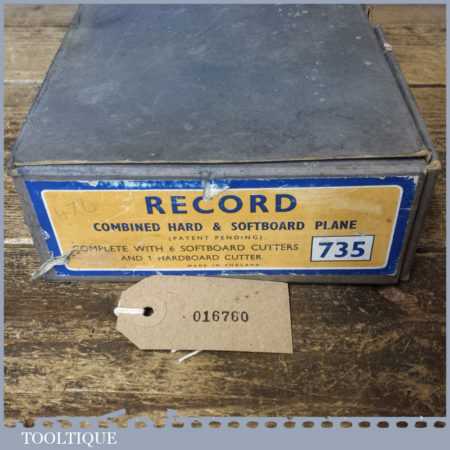 RECORD
COMBINED HARD & SOFTBOARD PLANE
(PATENT PENDING)
COMPLETE WITH 6 SOFTBOARD CUTTERS
AND 1 HARDBOARD CUTTER
735
MADE IN ENGLAND
016760
TOOLTIQUE